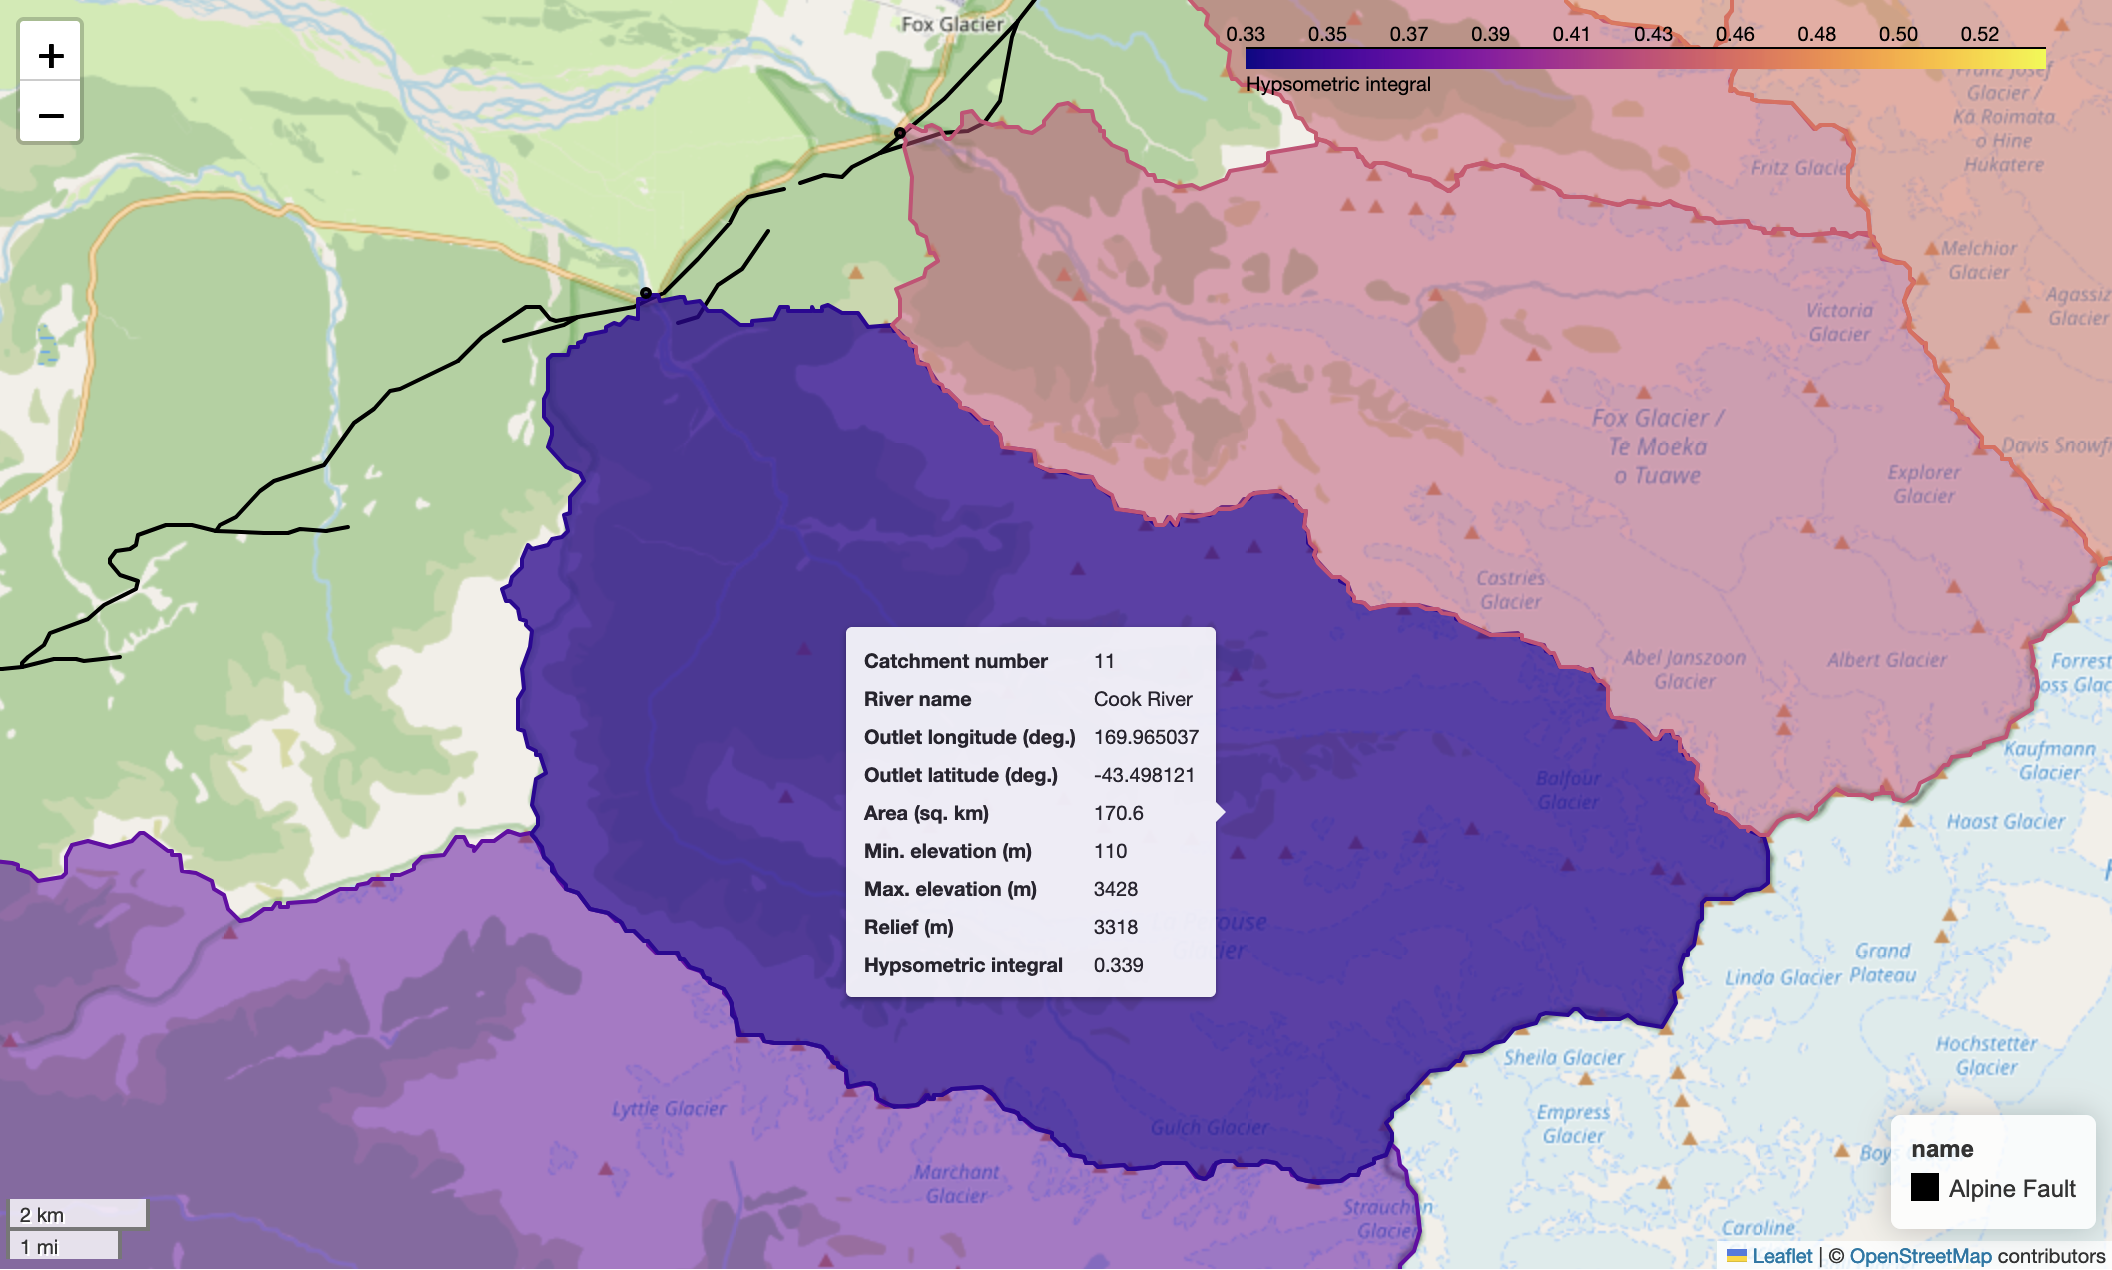 +
−
Fox Glacier
0.33 0.35 0.37 0.39 0.41 0.43 0.46 0.48 0.50 0.52
Hypsometric integral
Franz Josef
Glacier /
Kā Roimata
o Hine
Hukatere
Fritz Glacier
Melchior
Glacier
Agassiz
Glacier
Victoria
Glacier
Fox Glacier /
Te Moeka
o Tuawe
Davis Snowfi
Explorer
Glacier
Castries
Glacier
Abel Janszoon
Glacier
Albert Glacier
Forrest
oss Glac
Kaufmann
Glacier
Balfour
Glacier
Haast Glacier
Catchment number 11
River name Cook River
Outlet longitude (deg.) 169.965037
Outlet latitude (deg.) -43.498121
Area (sq. km) 170.6
Min. elevation (m) 110
Max. elevation (m) 3428
Relief (m) 3318
Hypsometric integral 0.339
ouse
ier
Grand
Plateau
Linda Glacier
Hochstetter
Glacier
Sheila Glacier
Empress
Glacier
Lyttle Glacier
Gulch Glacier
Marchant
Glacier
Strauchon
Glacier
Boys
Caroline
name
Alpine Fault
2 km
1 mi
Leaflet | © OpenStreetMap contributors